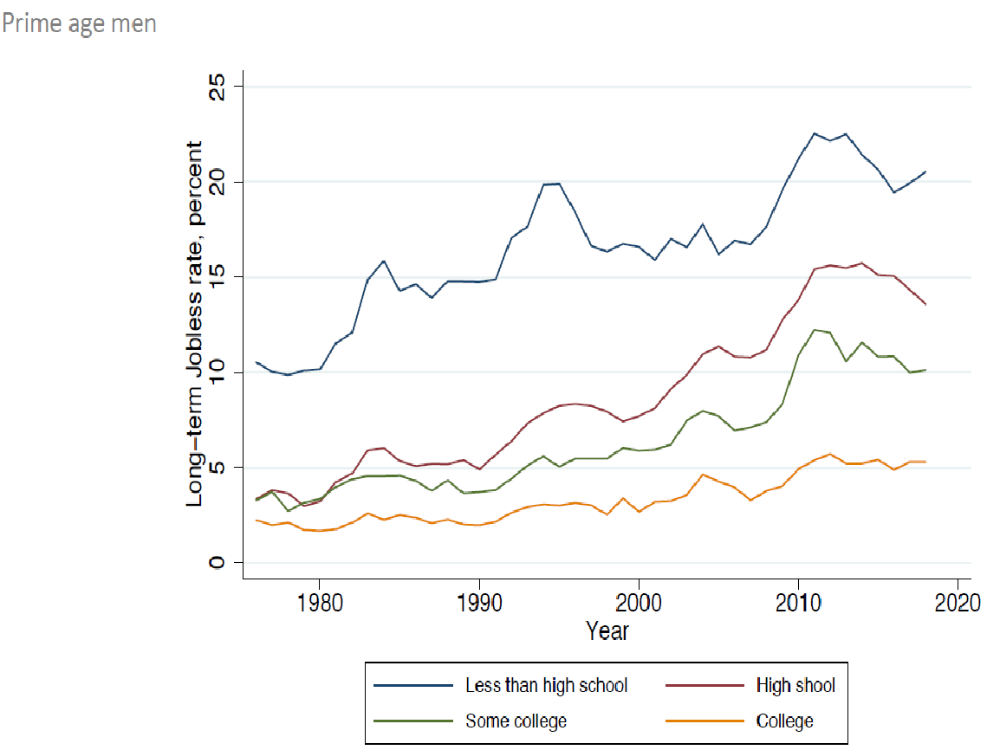 Prime age men
Long-term Jobless rate, percent
25
20
15
10
5
0
1980 1990 2000 2010 2020
Year
Less than high school High shool
Some college College